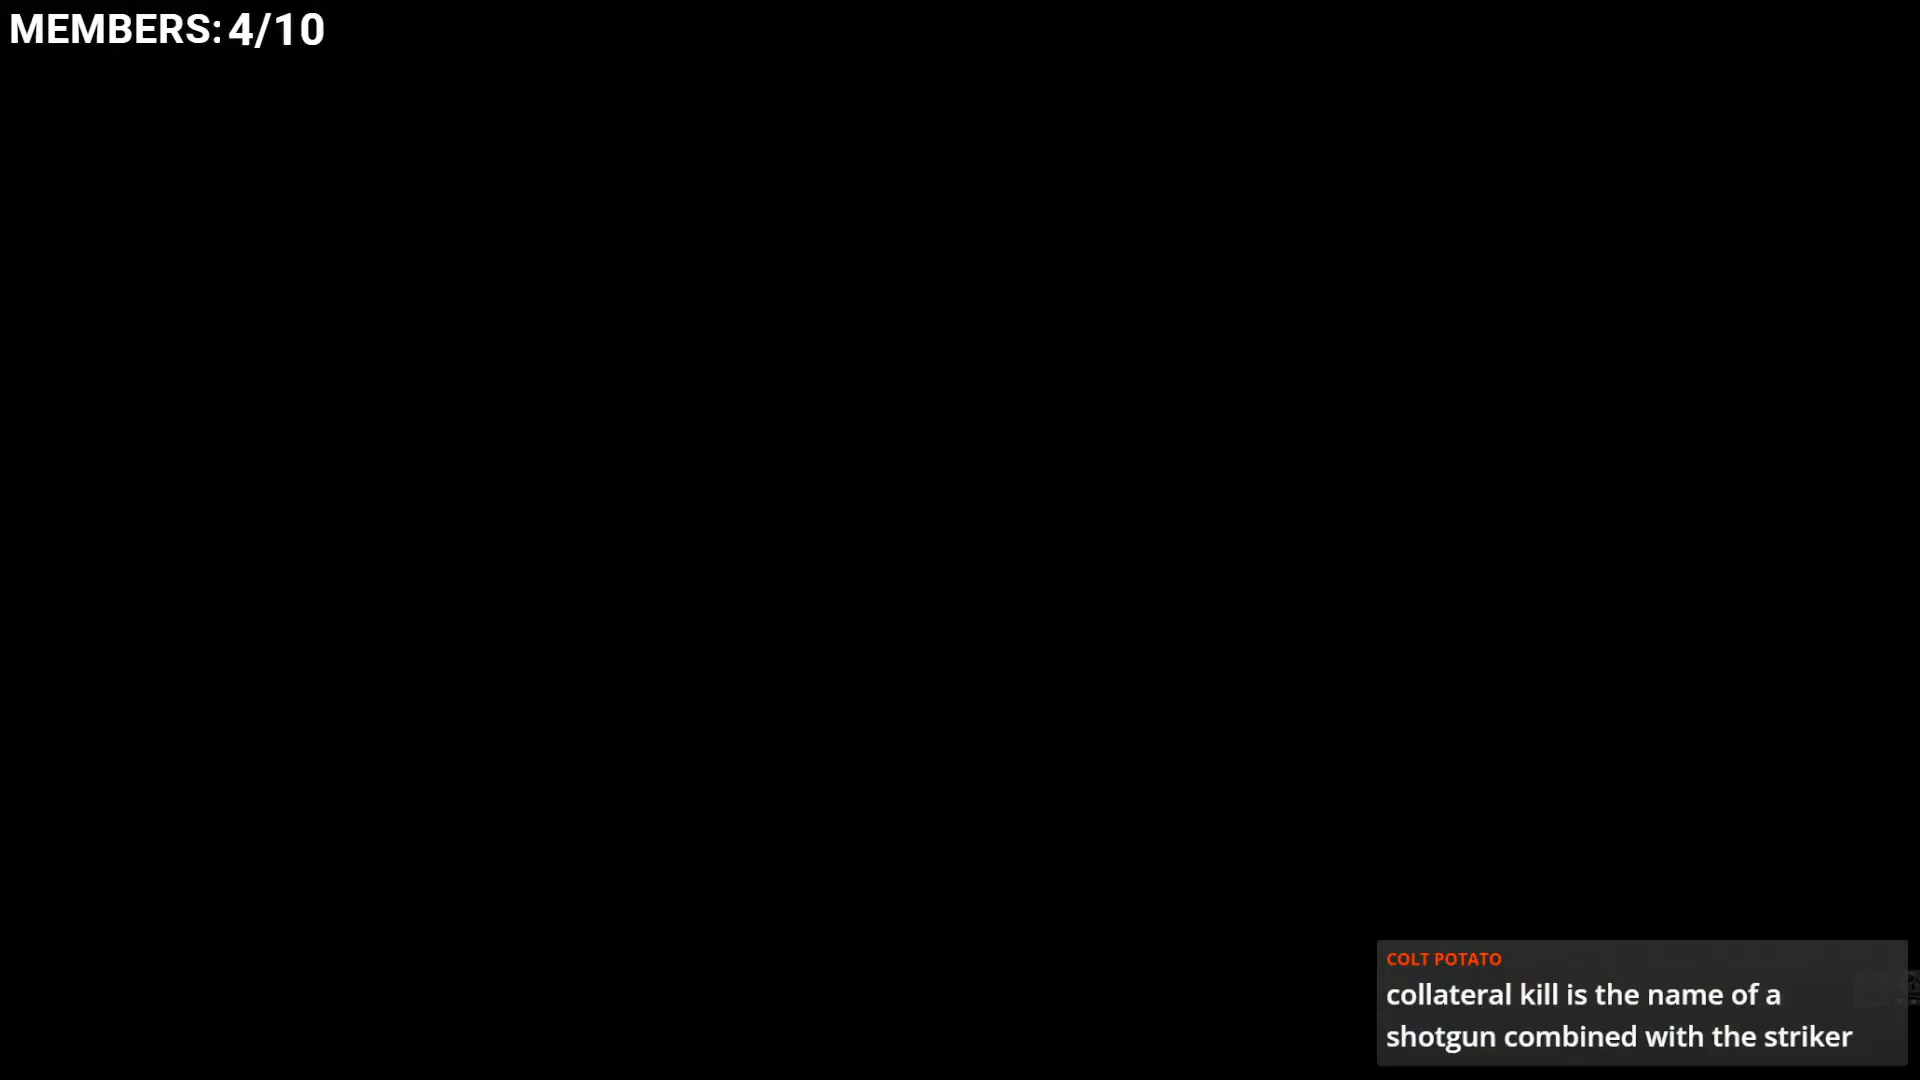 MEMBERS: 4/10
COLT POTATO
collateral kill is the name of a
shotgun combined with the striker